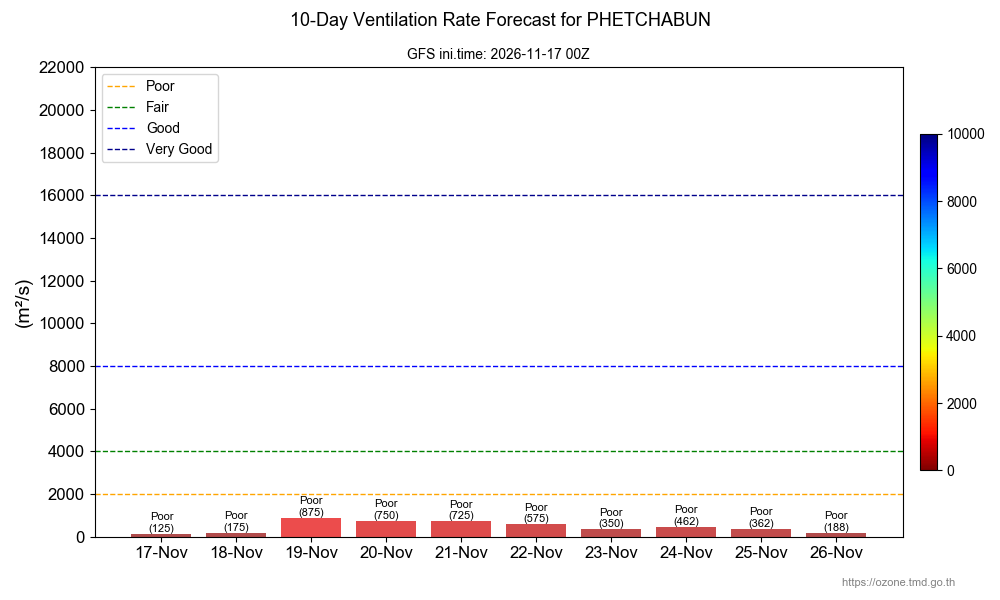 10-Day Ventilation Rate Forecast for PHETCHABUN
GFS ini.time: 2026-11-17 00Z
(m²/s)
22000
20000
18000
16000
14000
12000
10000
8000
6000
4000
2000
0
Poor
Fair
Good
Very Good
Poor
(125)
Poor
(175)
Poor
(875)
Poor
(750)
Poor
(725)
Poor
(575)
Poor
(350)
Poor
(462)
Poor
(362)
Poor
(188)
17-Nov 18-Nov 19-Nov 20-Nov 21-Nov 22-Nov 23-Nov 24-Nov 25-Nov 26-Nov
10000
8000
6000
4000
2000
0
https://ozone.tmd.go.th